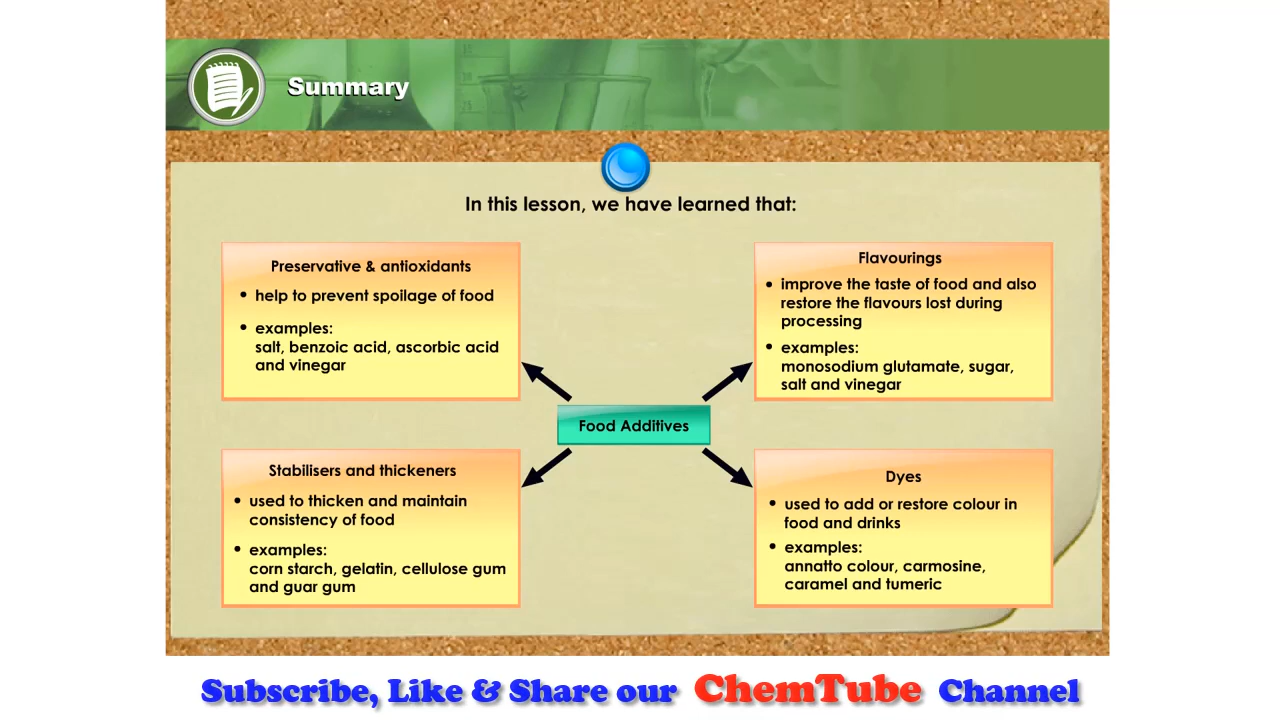 Summary
In this lesson, we have learned that:
Preservative & antioxidants
• help to prevent spoilage of food
• examples:
salt, benzoic acid, ascorbic acid
and vinegar
Flavourings
• improve the taste of food and also
restore the flavours lost during
processing
• examples:
monosodium glutamate, sugar,
salt and vinegar
Food Additives
Stabilisers and thickeners
• used to thicken and maintain
consistency of food
• examples:
corn starch, gelatin, cellulose gum
and guar gum
Dyes
• used to add or restore colour in
food and drinks
• examples:
annatto colour, carmosine,
caramel and tumeric
Subscribe, Like & Share our ChemTube Channel